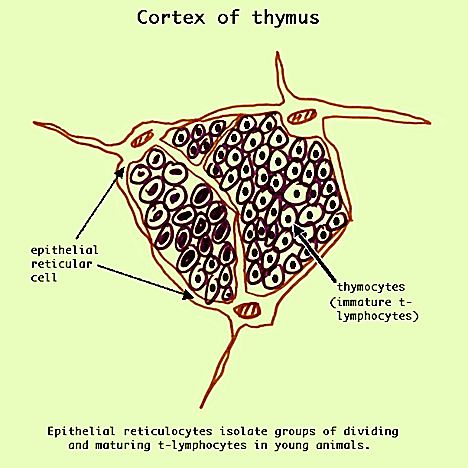 Cortex of thymus
epithelial
reticular
cell
thymocytes
(immature t-
lymphocytes)
Epithelial reticulocytes isolate groups of dividing
and maturing t-lymphocytes in young animals.